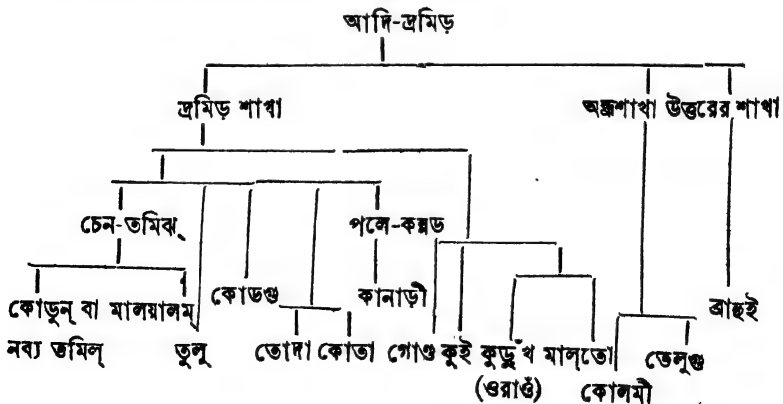 আদি-দ্রমিড়
দ্রমিড় শাখা অন্ধ্রশাখা উত্তরের শাখা
চেন-তমিঝ্ পলে-কন্নড
কোডুন্ বা মালয়ালম্ কোডগু কানাড়ী ব্রাহুই
নব্য তমিল্ তুলু তোদা কোতা গোণ্ড কুই কুড়ুঁখ মাল্‌তো তেলুগু
(ওরাওঁ) কোলমী